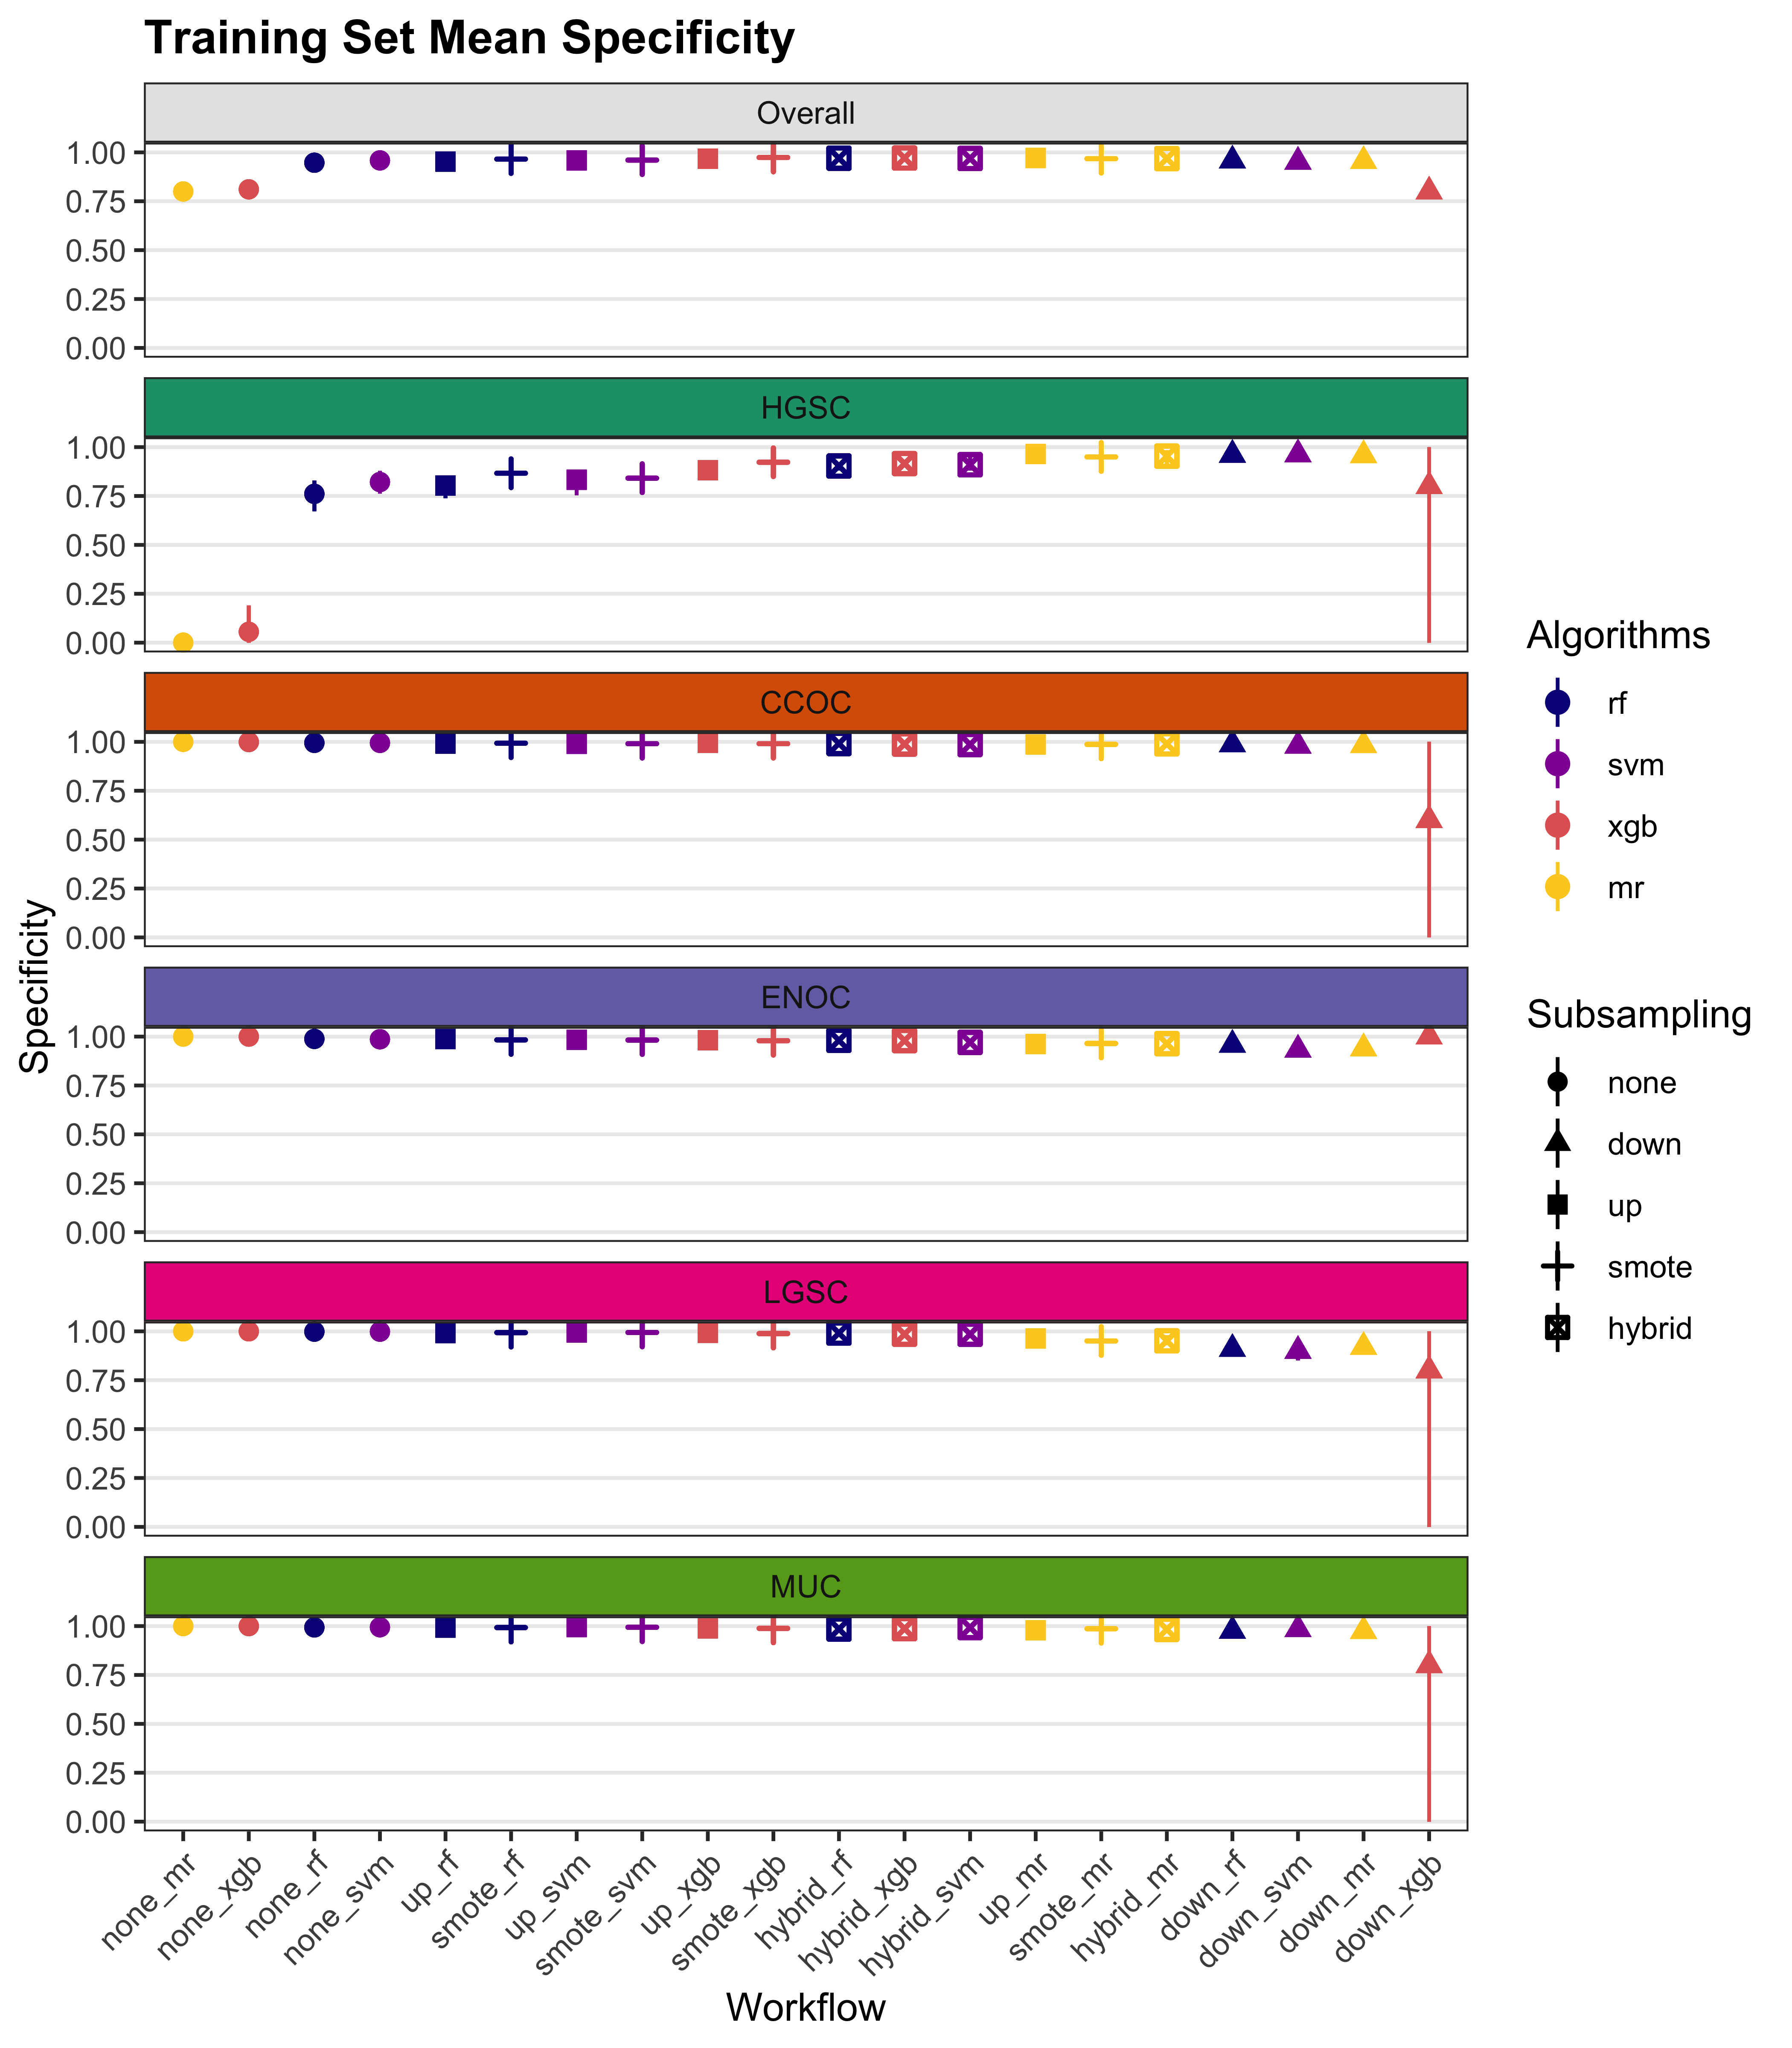 Training Set Mean Specificity
Overall
1.00
0.75
0.50
0.25
0.00
HGSC
1.00
0.75
0.50
0.25
0.00
CCOC
1.00
0.75
0.50
0.25
0.00
ENOC
1.00
0.75
0.50
0.25
0.00
LGSC
1.00
0.75
0.50
0.25
0.00
MUC
1.00
0.75
0.50
0.25
0.00
Specificity
none_mr
none_xgb
none_rf
none_svm
up_rf
smote_rf
up_svm
smote_svm
up_xgb
smote_xgb
hybrid_rf
hybrid_xgb
hybrid_svm
up_mr
smote_mr
hybrid_mr
down_rf
down_svm
down_mr
down_xgb
Workflow
Algorithms
rf
svm
xgb
mr
Subsampling
none
down
up
smote
hybrid